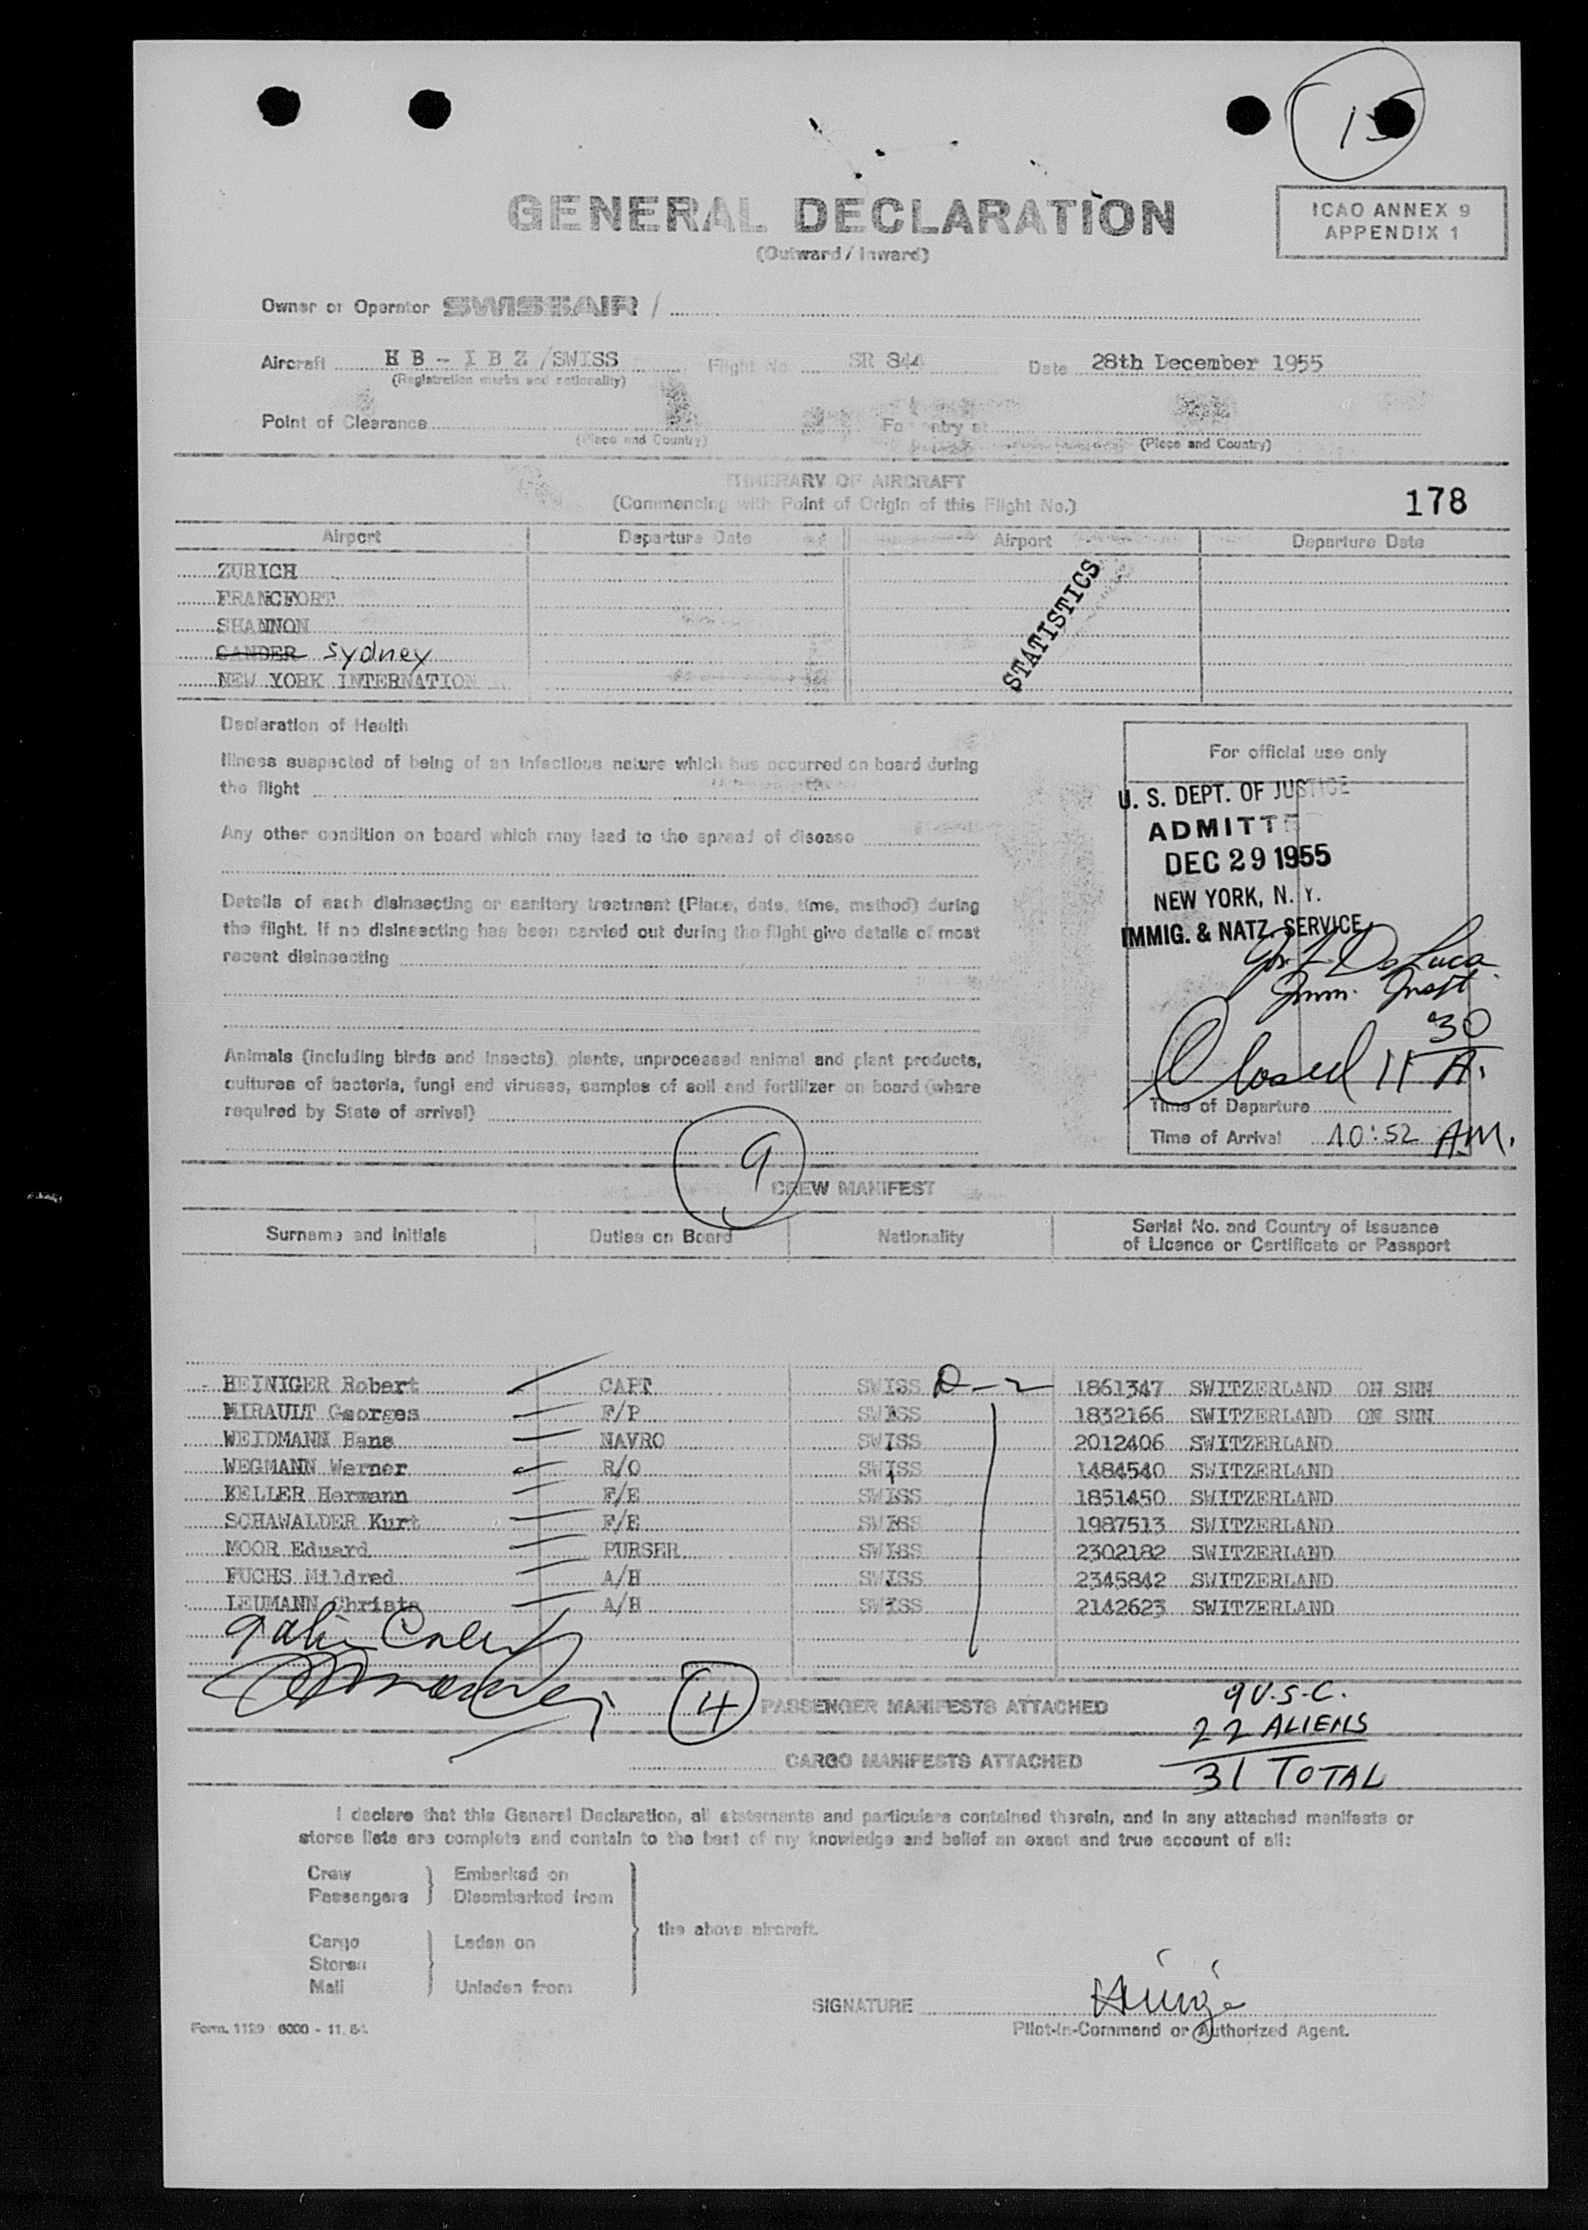 15
GENERAL DECLARATION
(Outward / Inward)
ICAO ANNEX 9
APPENDIX 1
Owner or Operator SWISSAIR /
Aircraft H B - I B Z /SWISS Flight No SR 844 Date 28th December 1955
(Registration marks and nationality)
Point of Clearance For entry at
(Place and Country) (Place and Country)
ITINERARY OF AIRCRAFT
(Commencing with Point of Origin of this Flight No.)
178
Airport Departure Date Airport Departure Date
ZURICH
FRANCFORT
SHANNON
GANDER Sydney
NEW YORK INTERNATION
STATISTICS
Declaration of Health
Illness suspected of being of an infectious nature which has occurred on board during
the flight
Any other condition on board which may lead to the spread of disease
Details of each disinsecting or sanitary treatment (Place, date, time, method) during
the flight. If no disinsecting has been carried out during the flight give details of most
recent disinsecting
Animals (including birds and insects), plants, unprocessed animal and plant products,
cultures of bacteria, fungi and viruses, samples of soil and fertilizer on board (where
required by State of arrival)
For official use only
U. S. DEPT. OF JUSTICE
ADMITTE
DEC 29 1955
NEW YORK, N. Y.
IMMIG. & NATZ. SERVICE
De Luca
Imm. Inspt.
Closed 11 30 A.
Time of Departure
Time of Arrival 10:52 AM.
9
CREW MANIFEST
Surname and Initials Duties on Board Nationality Serial No. and Country of Issuance
of Licence or Certificate or Passport
HEINIGER Robert CAPT SWISS D-2 1861347 SWITZERLAND ON SNN
MIRAULT Georges F/P SWISS 1832166 SWITZERLAND ON SNN
WEIDMANN Hans NAVRO SWISS 2012406 SWITZERLAND
WEGMANN Werner R/O SWISS 1484540 SWITZERLAND
KELLER Hermann F/E SWISS 1851450 SWITZERLAND
SCHAWALDER Kurt F/E SWISS 1987513 SWITZERLAND
MOOR Eduard PURSER SWISS 2302182 SWITZERLAND
FUCHS Mildred A/H SWISS 2345842 SWITZERLAND
LEUMANN Christa A/H SWISS 2142623 SWITZERLAND
4 PASSENGER MANIFESTS ATTACHED
CARGO MANIFESTS ATTACHED
9 U.S.C.
22 ALIENS
31 TOTAL
I declare that this General Declaration, all statements and particulars contained therein, and in any attached manifests or
stores lists are complete and contain to the best of my knowledge and belief an exact and true account of all:
Crew Embarked on
Passengers Disembarked from
the above aircraft.
Cargo Laden on
Stores
Mail Unladen from
SIGNATURE
Pilot-in-Command or Authorized Agent.
Form. 1129 6000 - 11. 54.